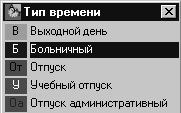 Тип времени
В Выходной день
Б Больничный
От Отпуск
У Учебный отпуск
Оа Отпуск административный